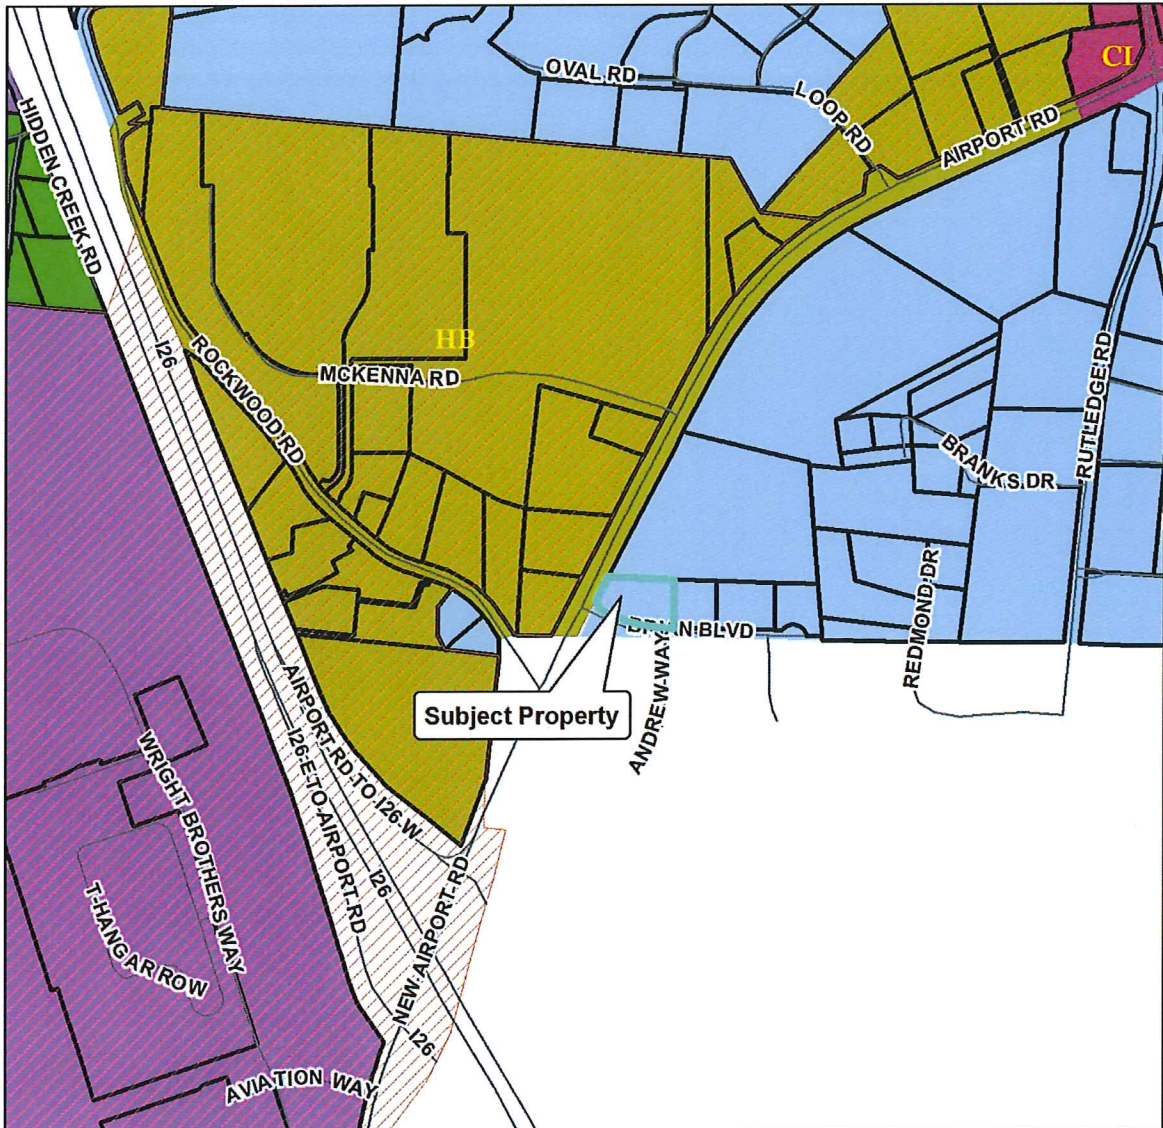 CI
OVAL RD
LOOP RD
AIRPORT RD
HIDDEN CREEK RD
I26
ROCKWOOD RD
HB
MCKENNA RD
RUTLEDGE RD
BRANKS DR
REDMOND DR
BLVD
ANDREW WAY
Subject Property
AIRPORT RD TO I26 W
I26 E TO AIRPORT RD
WRIGHT BROTHERS WAY
I26
T-HANGAR ROW
NEW AIRPORT RD
I26
AVIATION WAY